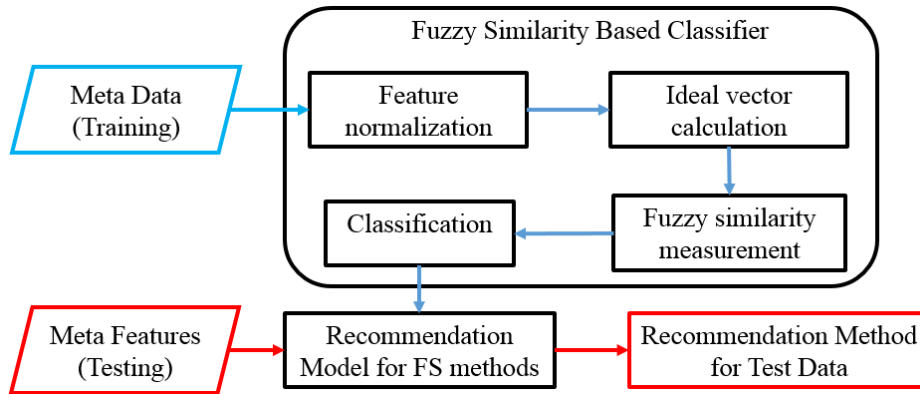 Fuzzy Similarity Based Classifier
Meta Data
(Training)
Feature
normalization
Ideal vector
calculation
Classification
Fuzzy similarity
measurement
Meta Features
(Testing)
Recommendation
Model for FS methods
Recommendation Method
for Test Data